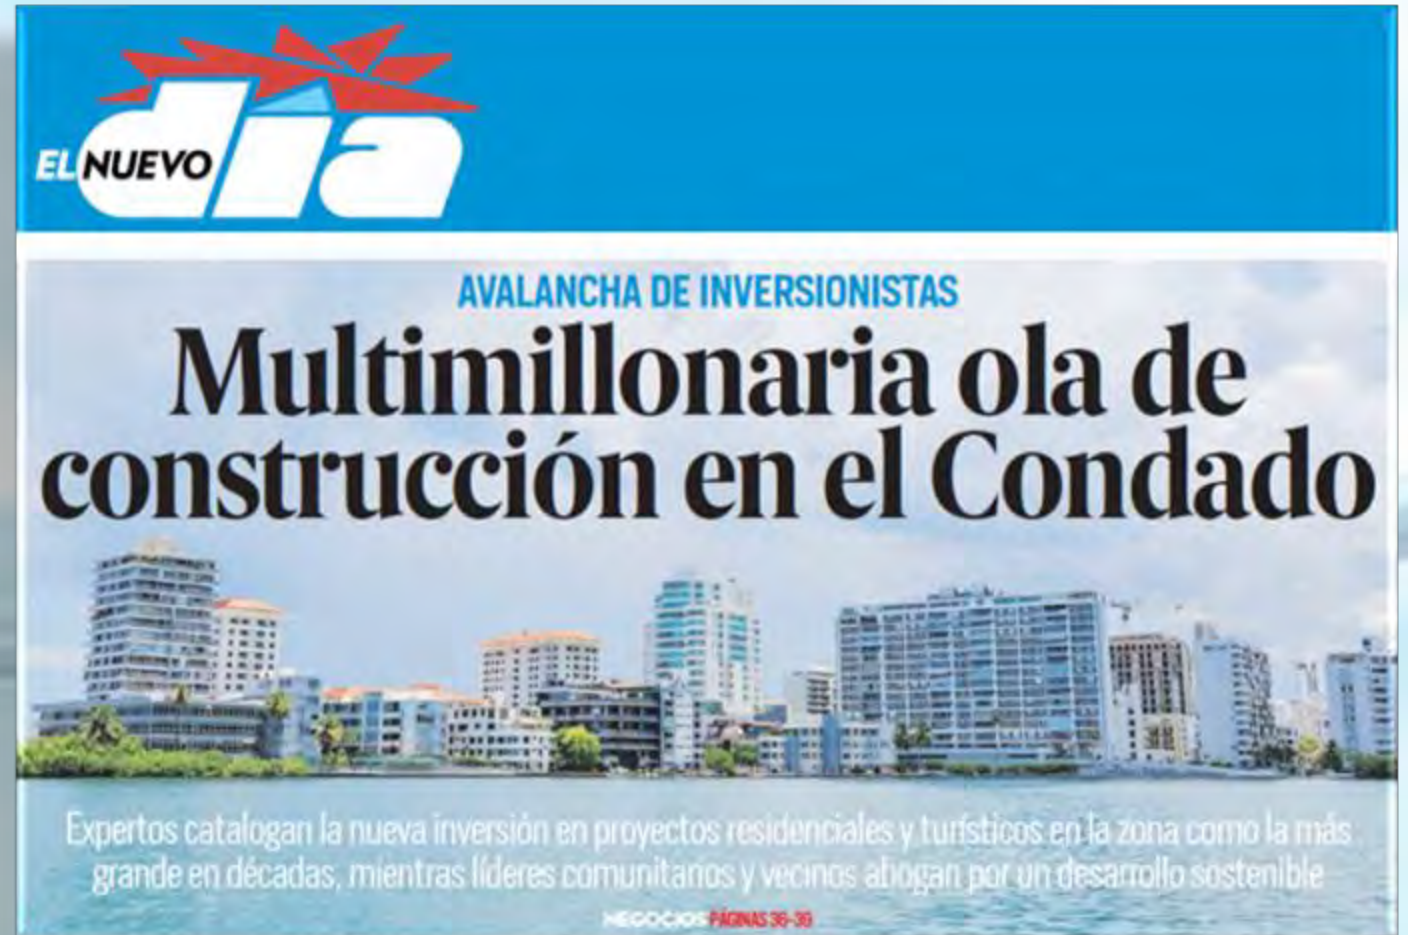 EL NUEVO día
AVALANCHA DE INVERSIONISTAS
Multimillonaria ola de
construcción en el Condado
Expertos catalogan la nueva inversión en proyectos residenciales y turísticos en la zona como la más
grande en décadas, mientras líderes comunitarios y vecinos abogan por un desarrollo sostenible
NEGOCIOS PÁGINAS 36-39